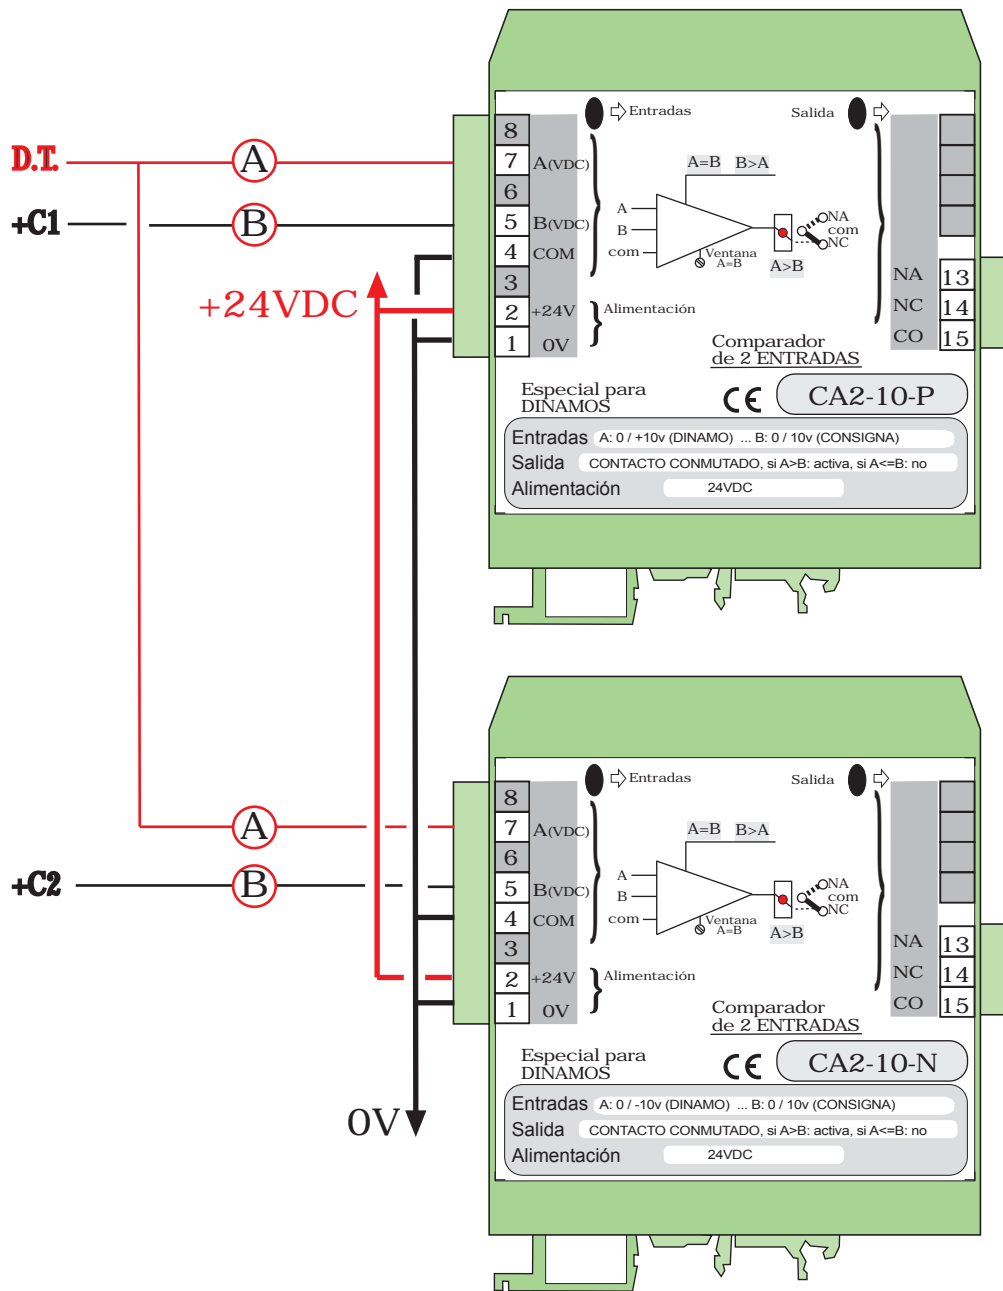 Entradas
Salida
8
D.T.
A
7
A(VDC)
A=B B>A
6
+C1
B
5
B(VDC)
A
B
com
NA
com
NC
4
COM
Ventana
A=B
A>B
3
NA 13
+24VDC
2
+24V
Alimentación
NC 14
1
0V
CO 15
Comparador
de 2 ENTRADAS
Especial para
DINAMOS
CE
CA2-10-P
Entradas A: 0 / +10v (DINAMO) ... B: 0 / 10v (CONSIGNA)
Salida CONTACTO CONMUTADO, si A>B: activa, si A<=B: no
Alimentación 24VDC
Entradas
Salida
8
A
7
A(VDC)
A=B B>A
6
+C2
B
5
B(VDC)
A
B
com
NA
com
NC
4
COM
Ventana
A=B
A>B
3
NA 13
2
+24V
Alimentación
NC 14
1
0V
CO 15
Comparador
de 2 ENTRADAS
Especial para
DINAMOS
CE
CA2-10-N
0V
Entradas A: 0 / -10v (DINAMO) ... B: 0 / 10v (CONSIGNA)
Salida CONTACTO CONMUTADO, si A>B: activa, si A<=B: no
Alimentación 24VDC